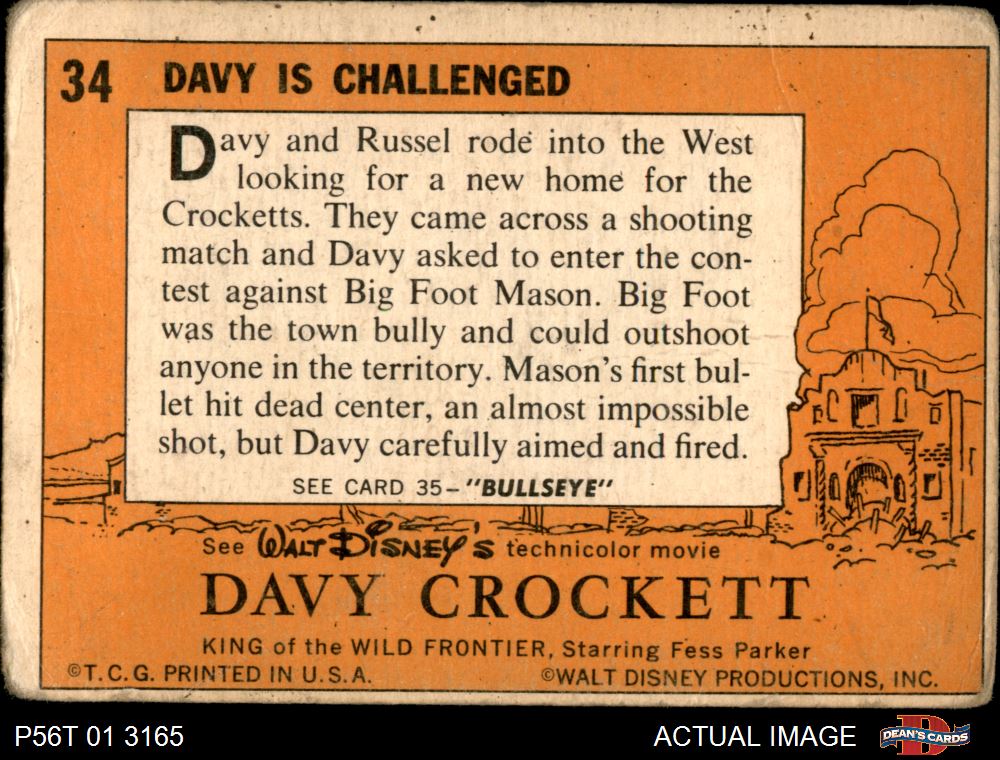 34 DAVY IS CHALLENGED
Davy and Russel rode into the West
looking for a new home for the
Crocketts. They came across a shooting
match and Davy asked to enter the con-
test against Big Foot Mason. Big Foot
was the town bully and could outshoot
anyone in the territory. Mason's first bul-
let hit dead center, an almost impossible
shot, but Davy carefully aimed and fired.
SEE CARD 35-"BULLSEYE"
See WALT DISNEY'S technicolor movie
DAVY CROCKETT
KING of the WILD FRONTIER, Starring Fess Parker
©T.C.G. PRINTED IN U.S.A. ©WALT DISNEY PRODUCTIONS, INC.
P56T 01 3165 ACTUAL IMAGE D DEAN'S CARDS